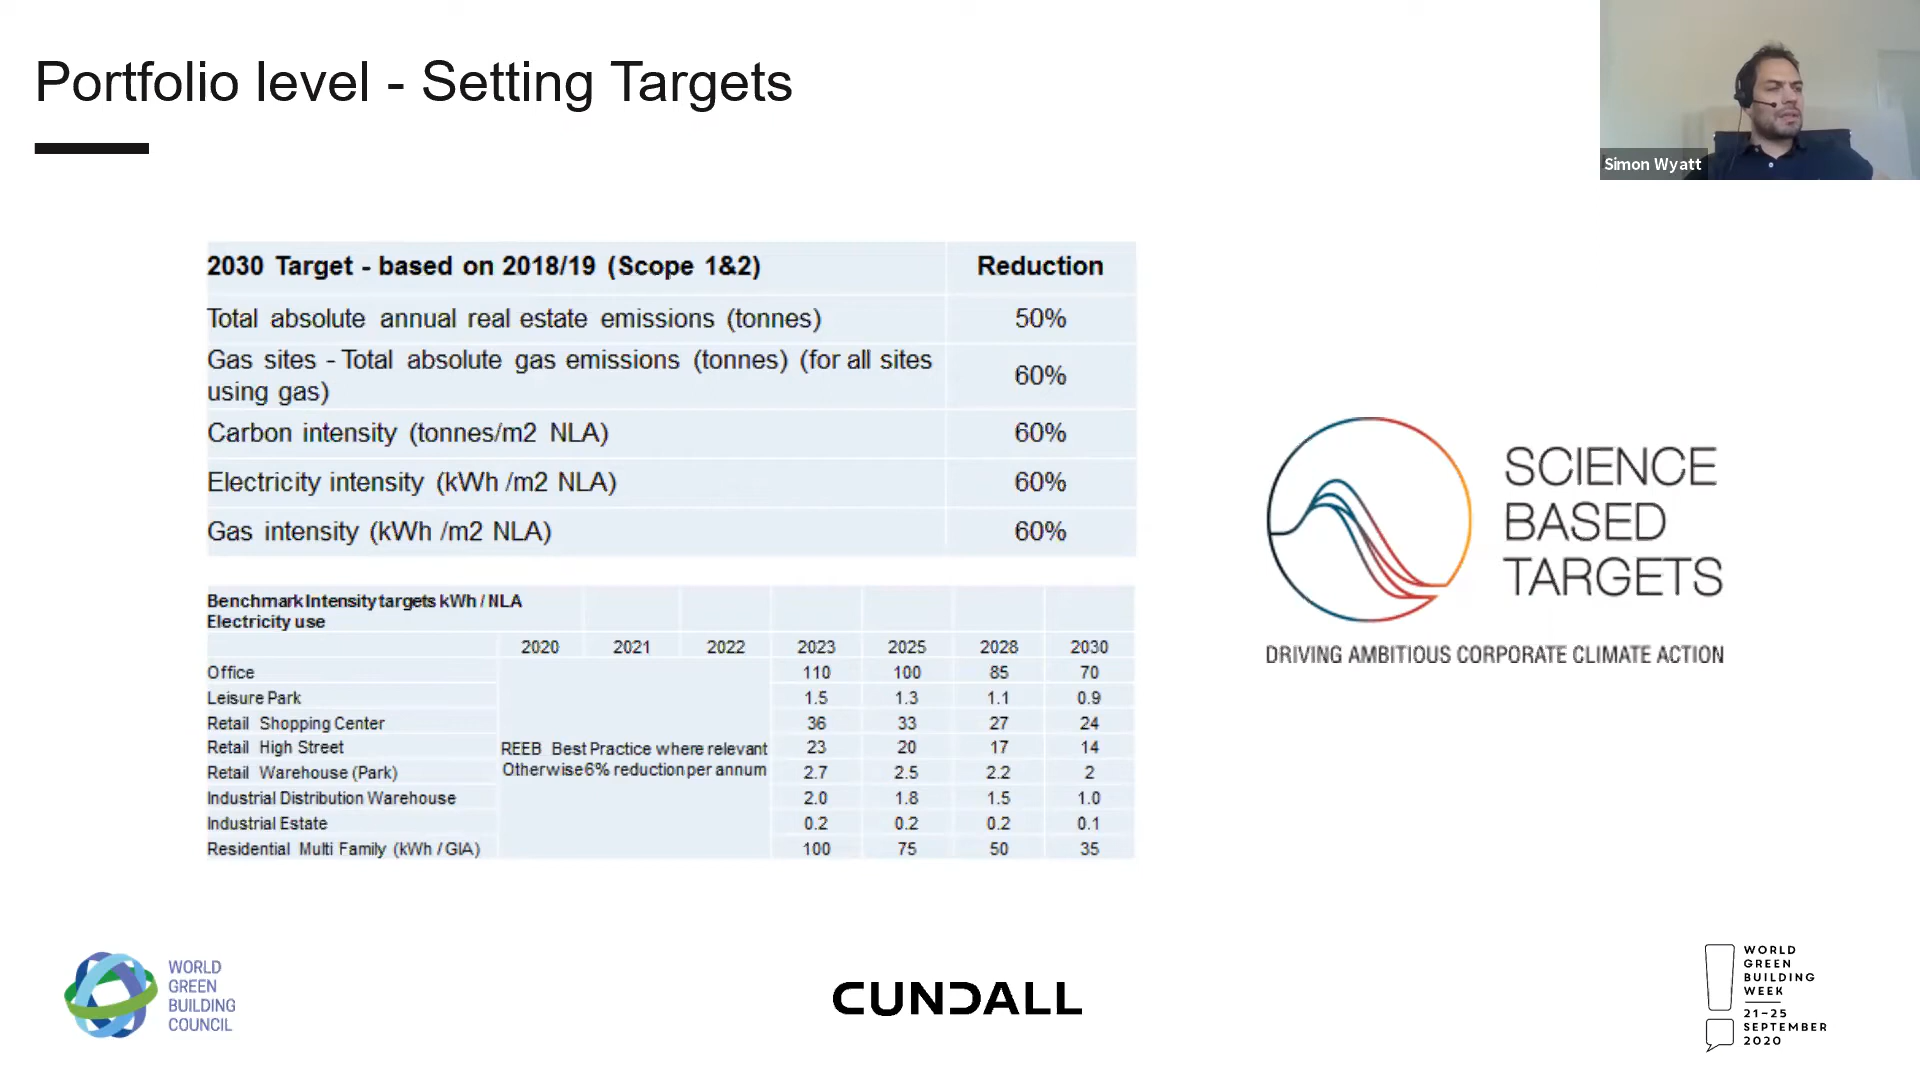 Portfolio level - Setting Targets
Simon Wyatt
2030 Target - based on 2018/19 (Scope 1&2) Reduction
Total absolute annual real estate emissions (tonnes) 50%
Gas sites - Total absolute gas emissions (tonnes) (for all sites
using gas) 60%
Carbon intensity (tonnes/m2 NLA) 60%
Electricity intensity (kWh /m2 NLA) 60%
Gas intensity (kWh /m2 NLA) 60%
Benchmark Intensity targets kWh / NLA
Electricity use
2020 2021 2022 2023 2025 2028 2030
Office 110 100 85 70
Leisure Park 1.5 1.3 1.1 0.9
Retail Shopping Center 36 33 27 24
Retail High Street 23 20 17 14
REEB Best Practice where relevant
Otherwise 6% reduction per annum
Retail Warehouse (Park) 2.7 2.5 2.2 2
Industrial Distribution Warehouse 2.0 1.8 1.5 1.0
Industrial Estate 0.2 0.2 0.2 0.1
Residential Multi Family (kWh / GIA) 100 75 50 35
SCIENCE
BASED
TARGETS
DRIVING AMBITIOUS CORPORATE CLIMATE ACTION
WORLD
GREEN
BUILDING
COUNCIL
CUNDALL
WORLD
GREEN
BUILDING
WEEK
21-25
SEPTEMBER
2020